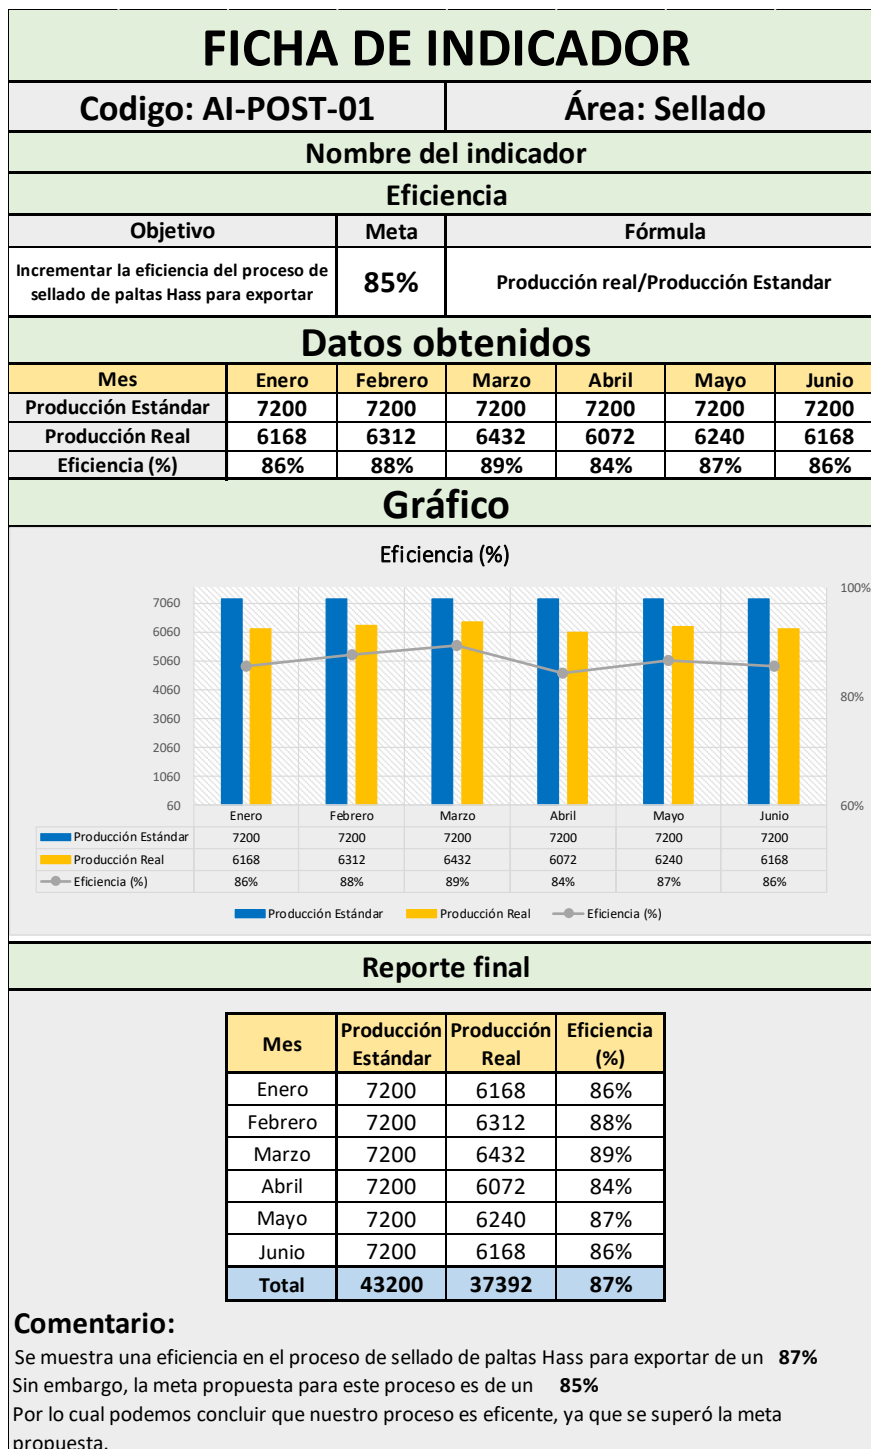 FICHA DE INDICADOR
Codigo: AI-POST-01 Área: Sellado
Nombre del indicador
Eficiencia
Objetivo Meta Fórmula
Incrementar la eficiencia del proceso de
sellado de paltas Hass para exportar
85%
Producción real/Producción Estandar
Datos obtenidos
Mes Enero Febrero Marzo Abril Mayo Junio
Producción Estándar 7200 7200 7200 7200 7200 7200
Producción Real 6168 6312 6432 6072 6240 6168
Eficiencia (%) 86% 88% 89% 84% 87% 86%
Gráfico
Eficiencia (%)
7060
6060
5060
4060
3060
2060
1060
60
100%
80%
60%
Enero Febrero Marzo Abril Mayo Junio
Producción Estándar 7200 7200 7200 7200 7200 7200
Producción Real 6168 6312 6432 6072 6240 6168
Eficiencia (%) 86% 88% 89% 84% 87% 86%
Producción Estándar Producción Real Eficiencia (%)
Reporte final
Mes Producción Estándar Producción Real Eficiencia (%)
Enero 7200 6168 86%
Febrero 7200 6312 88%
Marzo 7200 6432 89%
Abril 7200 6072 84%
Mayo 7200 6240 87%
Junio 7200 6168 86%
Total 43200 37392 87%
Comentario:
Se muestra una eficiencia en el proceso de sellado de paltas Hass para exportar de un 87%
Sin embargo, la meta propuesta para este proceso es de un 85%
Por lo cual podemos concluir que nuestro proceso es eficente, ya que se superó la meta
propuesta.